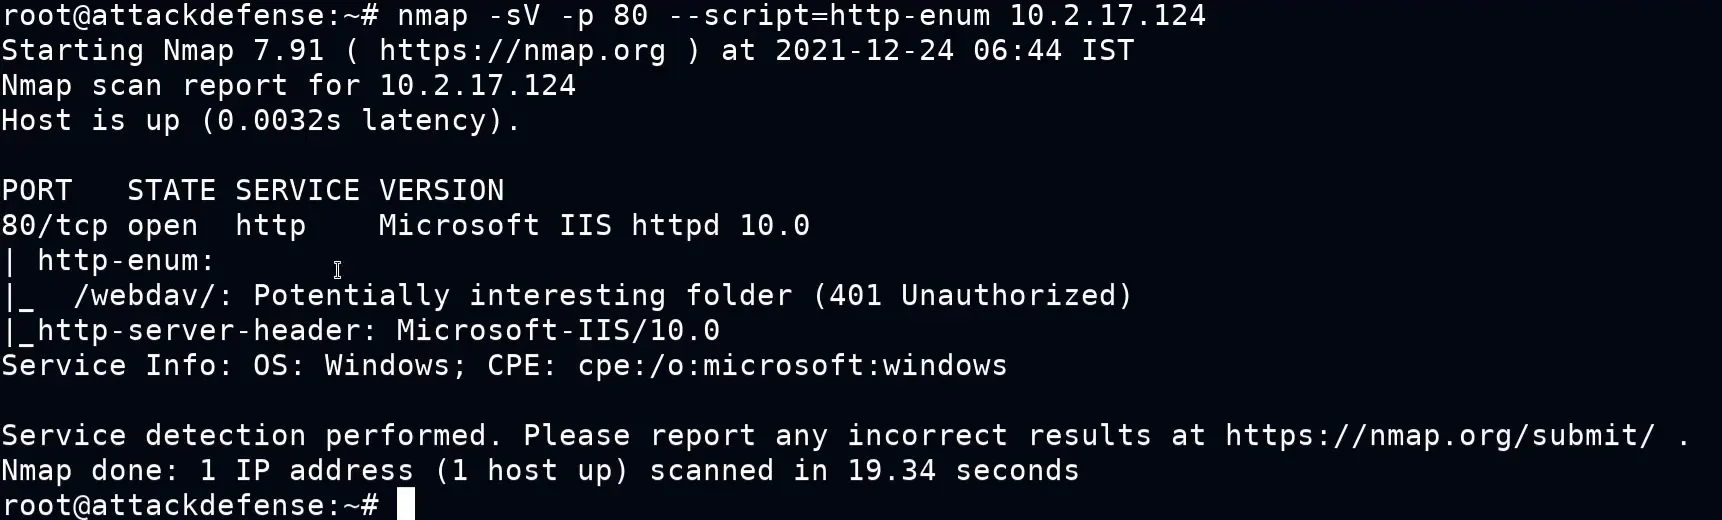 root@attackdefense:~# nmap -sV -p 80 --script=http-enum 10.2.17.124
Starting Nmap 7.91 ( https://nmap.org ) at 2021-12-24 06:44 IST
Nmap scan report for 10.2.17.124
Host is up (0.0032s latency).

PORT   STATE SERVICE VERSION
80/tcp open  http    Microsoft IIS httpd 10.0
| http-enum:
|_  /webdav/: Potentially interesting folder (401 Unauthorized)
|_http-server-header: Microsoft-IIS/10.0
Service Info: OS: Windows; CPE: cpe:/o:microsoft:windows

Service detection performed. Please report any incorrect results at https://nmap.org/submit/ .
Nmap done: 1 IP address (1 host up) scanned in 19.34 seconds
root@attackdefense:~#